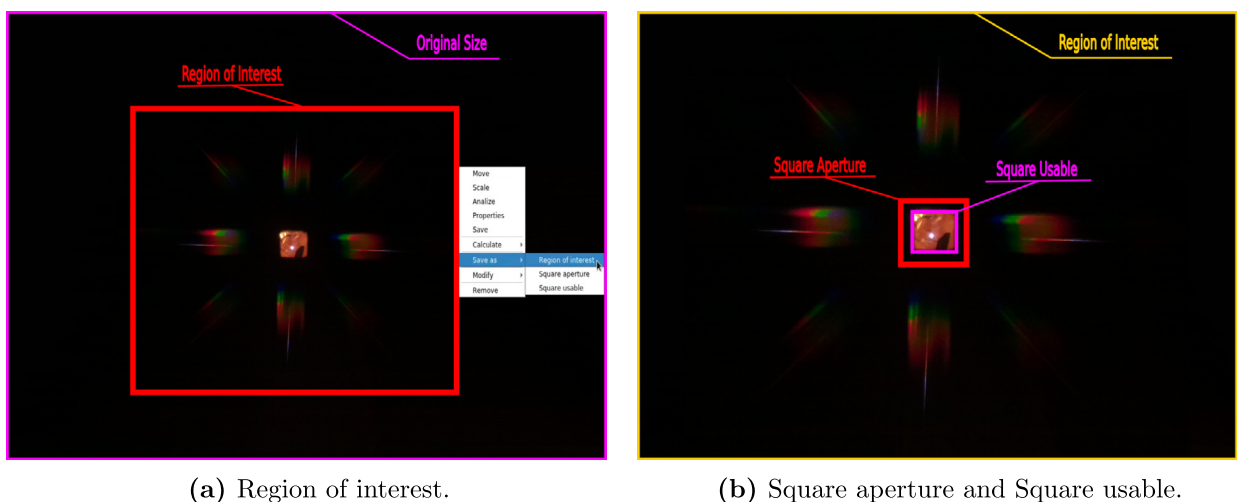 Original Size
Region of Interest
Move
Scale
Analize
Properties
Save
Calculate
Save as
Region of interest
Modify
Square aperture
Remove
Square usable
Region of Interest
Square Aperture
Square Usable
(a) Region of interest.
(b) Square aperture and Square usable.